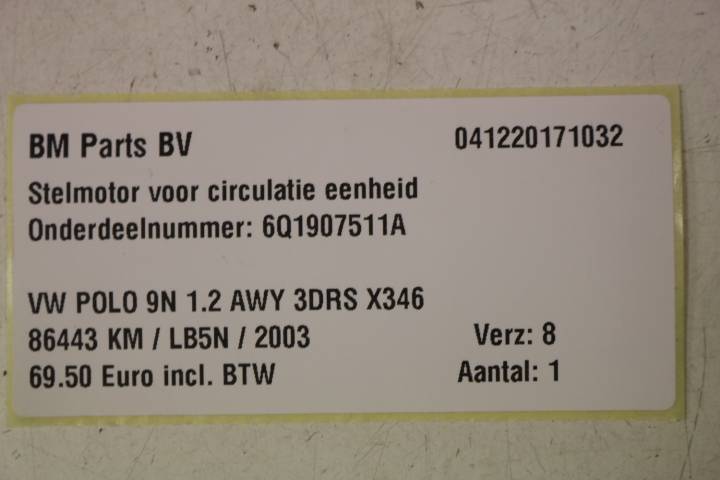 BM Parts BV 041220171032
Stelmotor voor circulatie eenheid
Onderdeelnummer: 6Q1907511A
VW POLO 9N 1.2 AWY 3DRS X346
86443 KM / LB5N / 2003 Verz: 8
69.50 Euro incl. BTW Aantal: 1